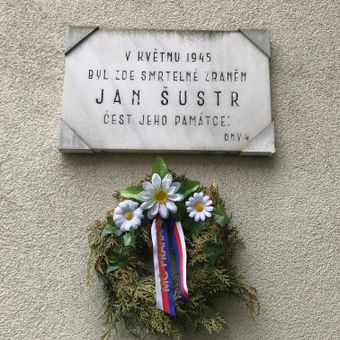 V KVĚTNU 1945
BYL ZDE SMRTELNĚ ZRANĚN
JAN ŠUSTR
ČEST JEHO PAMÁTCE!
ONV 4